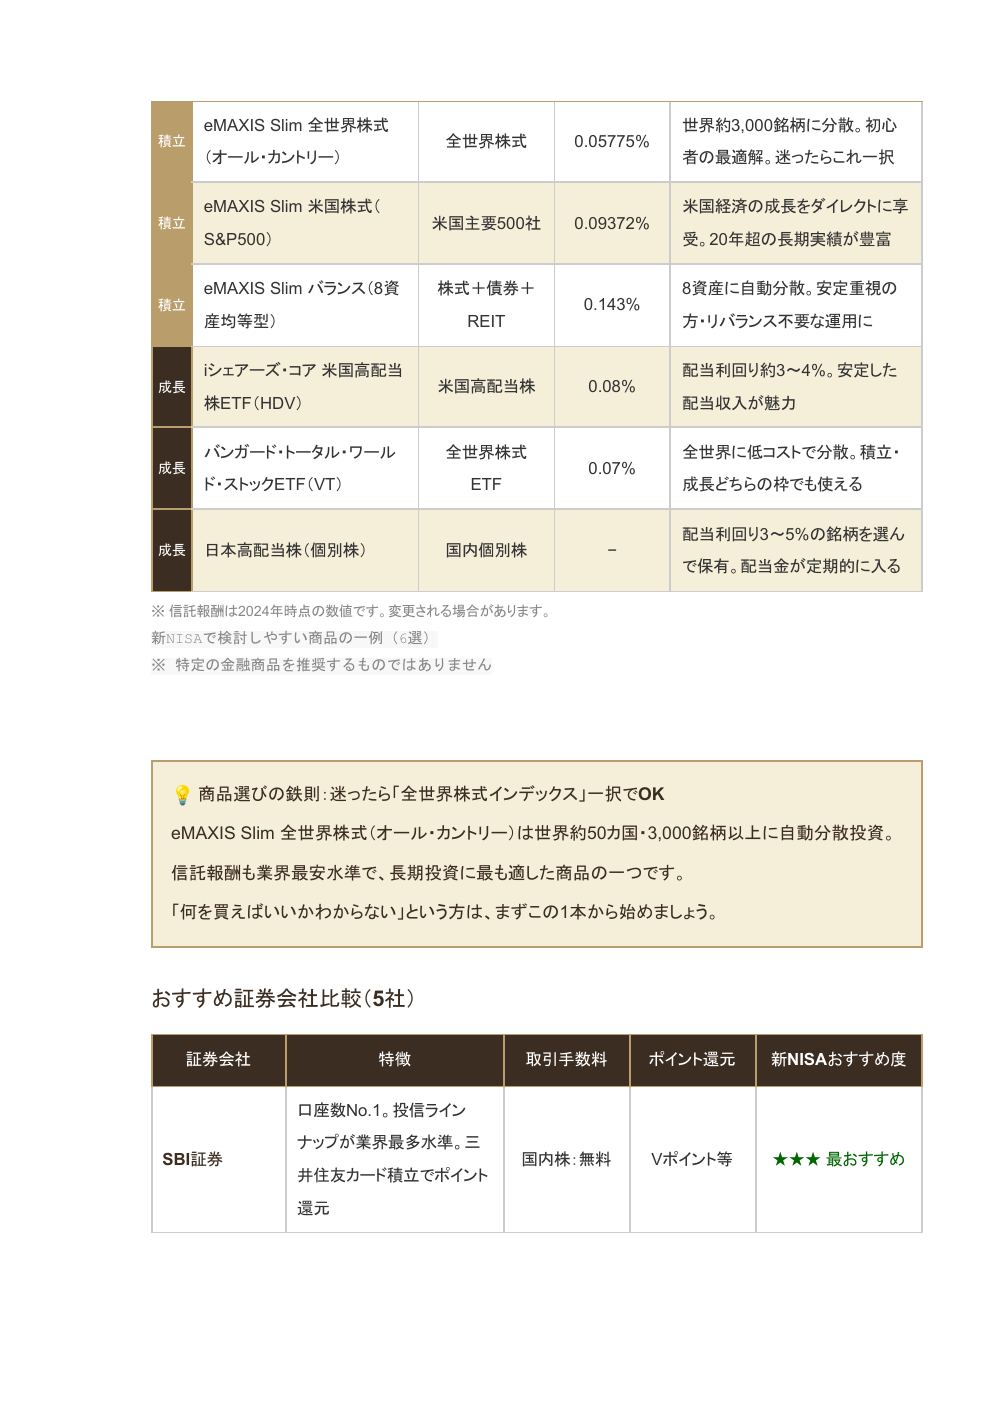 積立
eMAXIS Slim 全世界株式
（オール・カントリー）
全世界株式
0.05775%
世界約3,000銘柄に分散。初心
者の最適解。迷ったらこれ一択
積立
eMAXIS Slim 米国株式（
S&P500）
米国主要500社
0.09372%
米国経済の成長をダイレクトに享
受。20年超の長期実績が豊富
積立
eMAXIS Slim バランス（8資
産均等型）
株式＋債券＋
REIT
0.143%
8資産に自動分散。安定重視の
方・リバランス不要な運用に
成長
iシェアーズ・コア 米国高配当
株ETF（HDV）
米国高配当株
0.08%
配当利回り約3〜4%。安定した
配当収入が魅力
成長
バンガード・トータル・ワール
ド・ストックETF（VT）
全世界株式
ETF
0.07%
全世界に低コストで分散。積立・
成長どちらの枠でも使える
成長
日本高配当株（個別株）
国内個別株
−
配当利回り3〜5%の銘柄を選ん
で保有。配当金が定期的に入る
※ 信託報酬は2024年時点の数値です。変更される場合があります。
新NISAで検討しやすい商品の一例（6選）
※ 特定の金融商品を推奨するものではありません
💡 商品選びの鉄則：迷ったら「全世界株式インデックス」一択でOK
eMAXIS Slim 全世界株式（オール・カントリー）は世界約50カ国・3,000銘柄以上に自動分散投資。
信託報酬も業界最安水準で、長期投資に最も適した商品の一つです。
「何を買えばいいかわからない」という方は、まずこの1本から始めましょう。
おすすめ証券会社比較（5社）
証券会社
特徴
取引手数料
ポイント還元
新NISAおすすめ度
SBI証券
口座数No.1。投信ライン
ナップが業界最多水準。三
井住友カード積立でポイント
還元
国内株：無料
Vポイント等
★★★ 最おすすめ